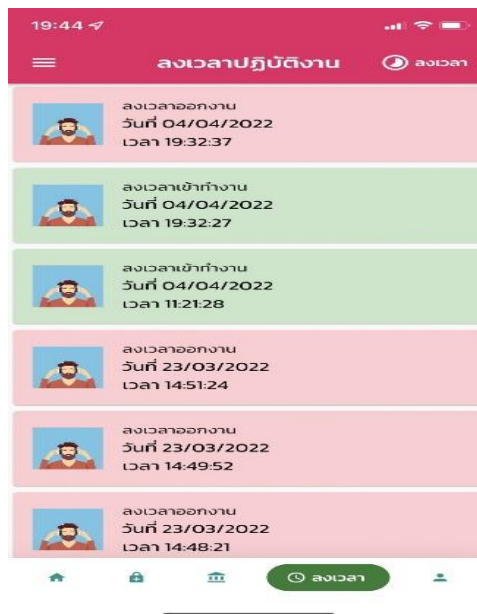 19:44
ลงเวลาปฏิบัติงาน
ลงเวลา
ลงเวลาออกงาน
วันที่ 04/04/2022
เวลา 19:32:37
ลงเวลาเข้าทำงาน
วันที่ 04/04/2022
เวลา 19:32:27
ลงเวลาเข้าทำงาน
วันที่ 04/04/2022
เวลา 11:21:28
ลงเวลาออกงาน
วันที่ 23/03/2022
เวลา 14:51:24
ลงเวลาออกงาน
วันที่ 23/03/2022
เวลา 14:49:52
ลงเวลาออกงาน
วันที่ 23/03/2022
เวลา 14:48:21
ลงเวลา